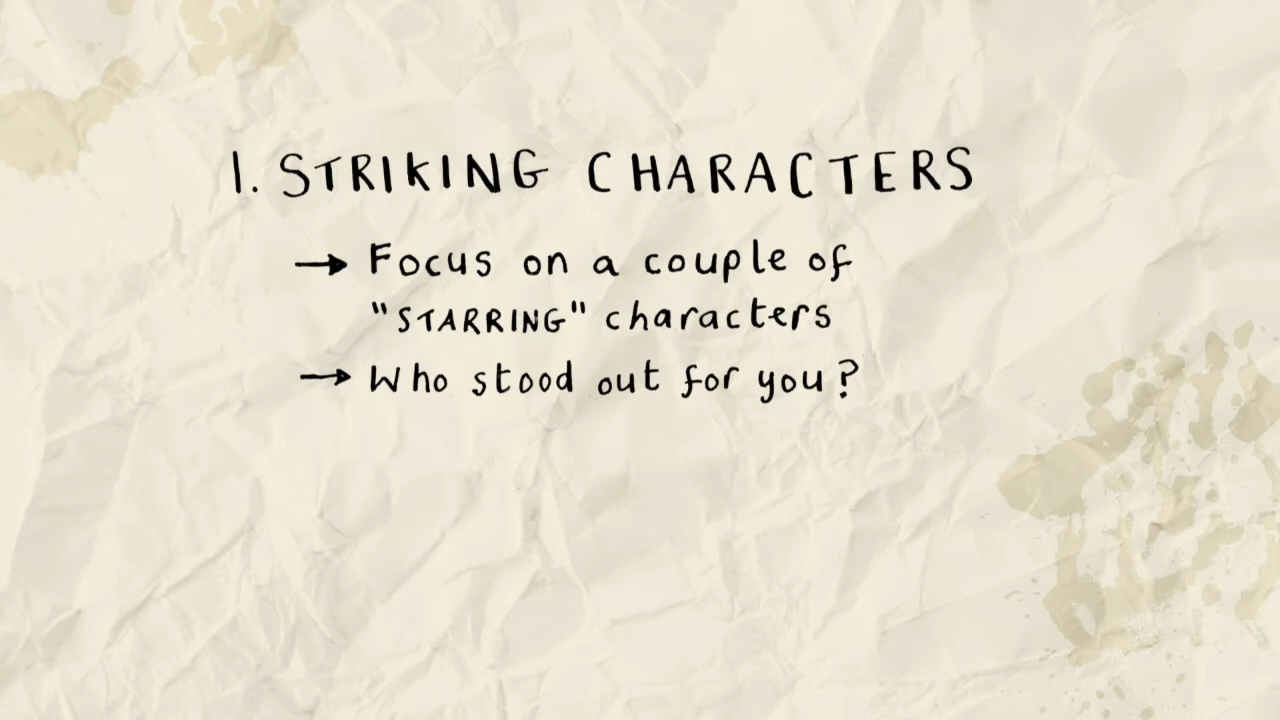 1. STRIKING CHARACTERS
→ Focus on a couple of
"STARRING" characters
→ Who stood out for you?